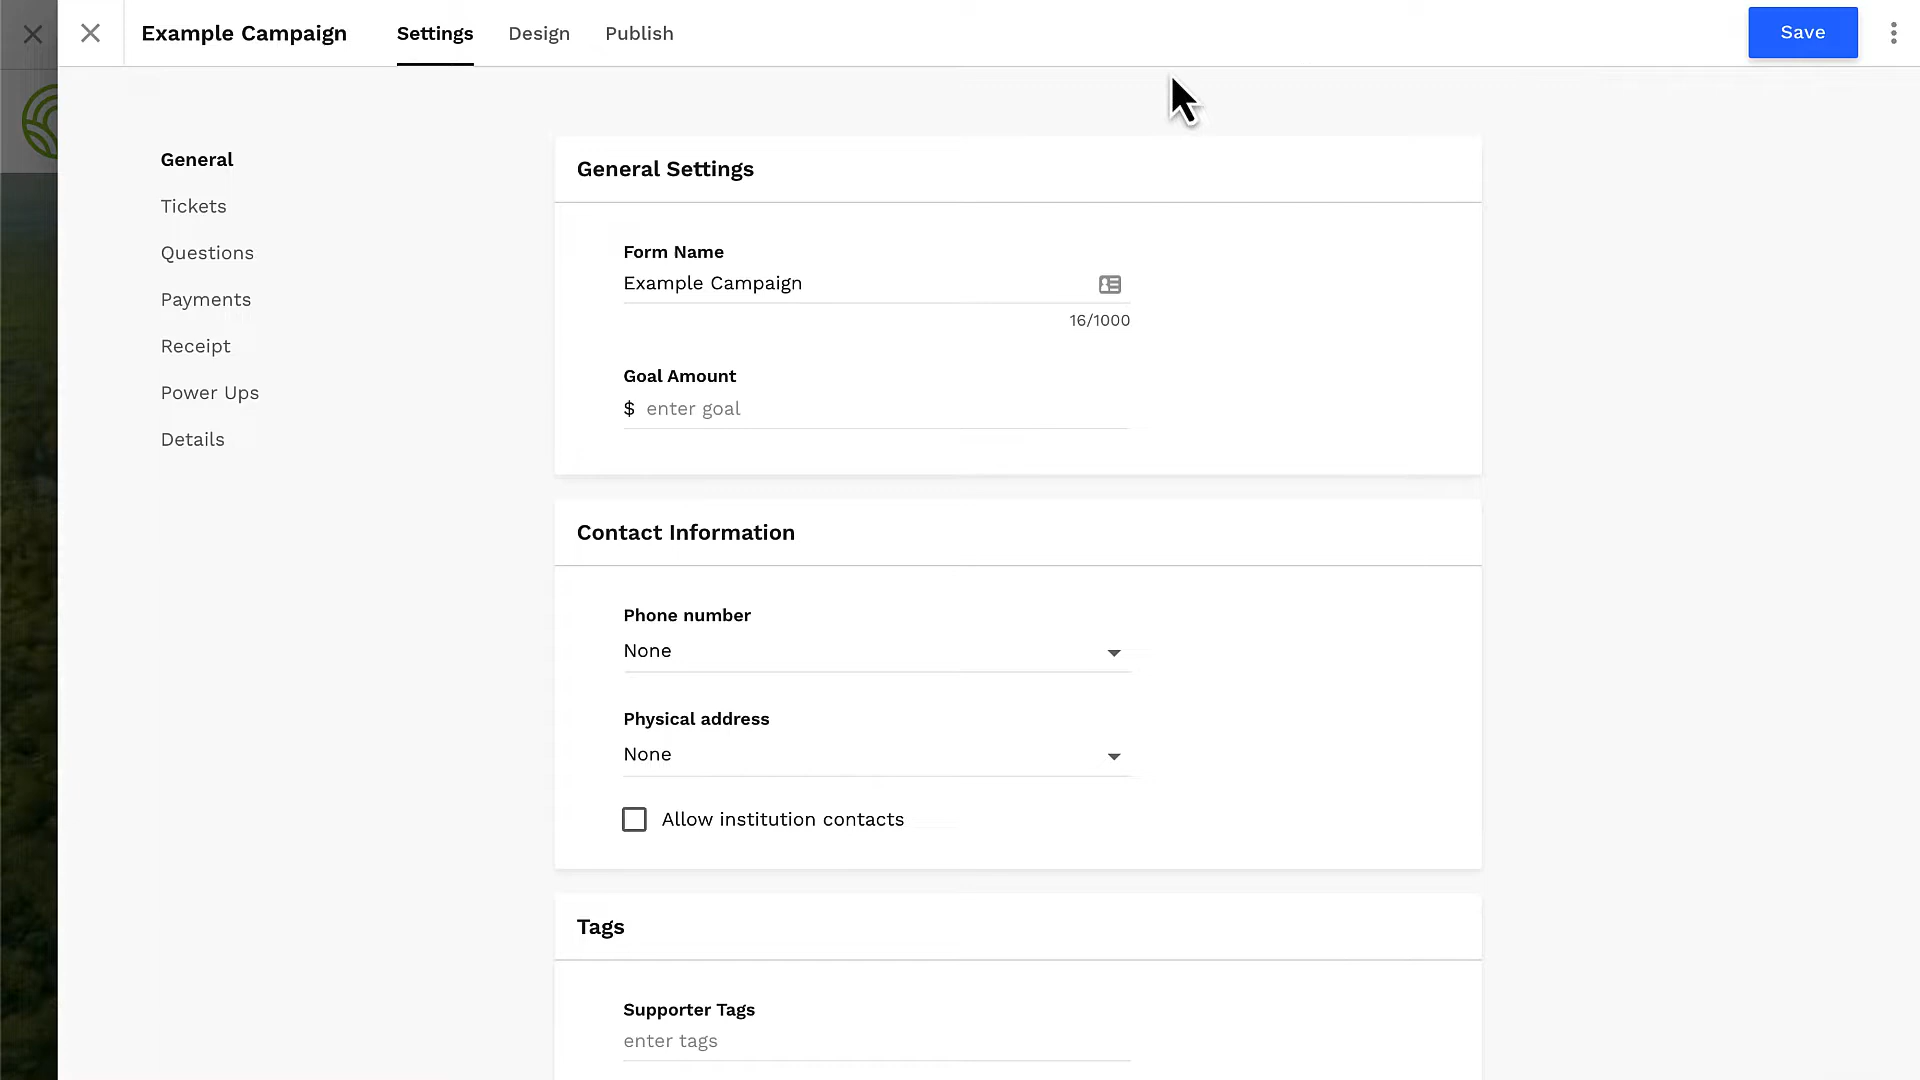 Example Campaign
Settings
Design
Publish
Save
General
Tickets
Questions
Payments
Receipt
Power Ups
Details
General Settings
Form Name
Example Campaign
16/1000
Goal Amount
$ enter goal
Contact Information
Phone number
None
Physical address
None
Allow institution contacts
Tags
Supporter Tags
enter tags